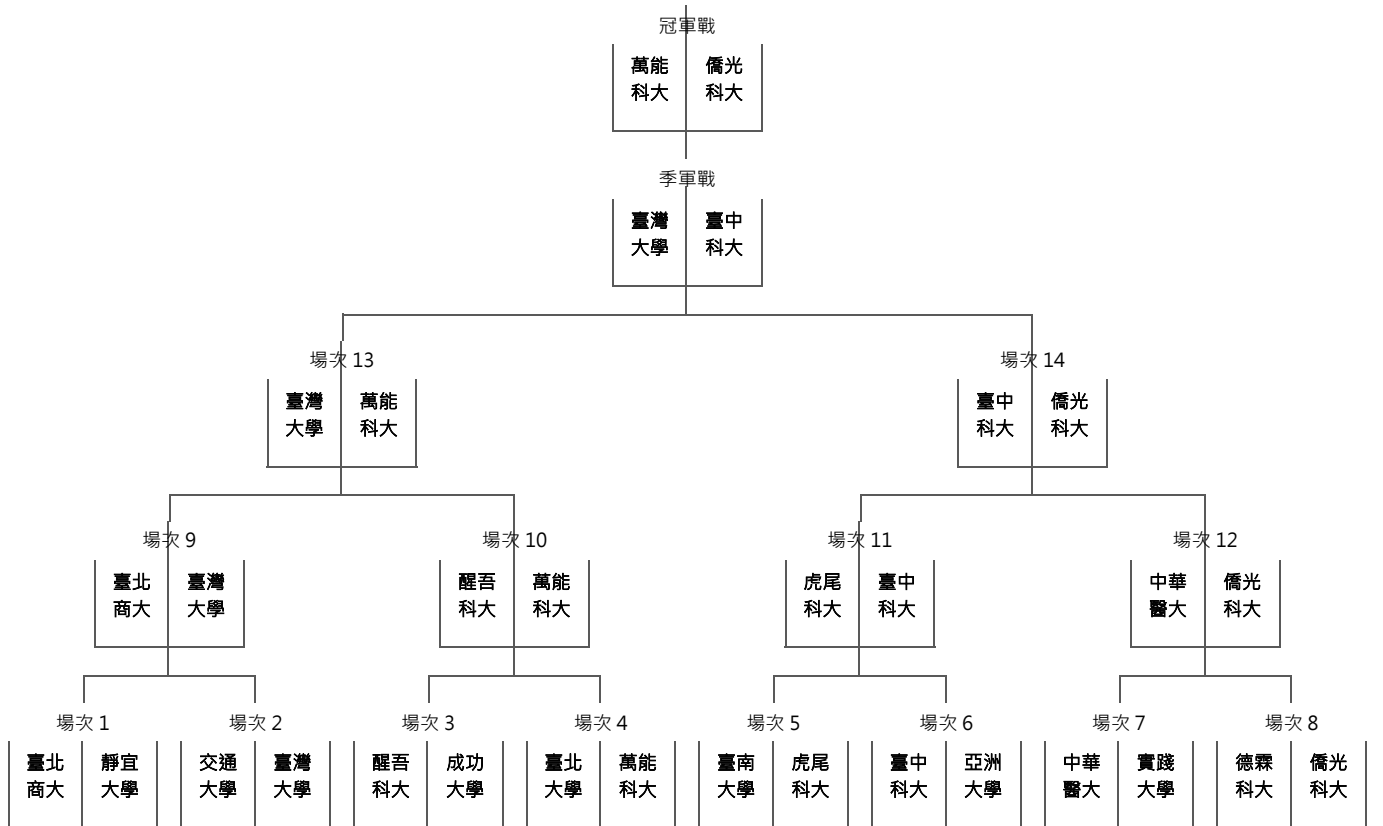 冠軍戰
萬能 僑光
科大 科大
季軍戰
臺灣 臺中
大學 科大
場次 13 場次 14
臺灣 萬能 臺中 僑光
大學 科大 科大 科大
場次 9 場次 10 場次 11 場次 12
臺北 臺灣 醒吾 萬能 虎尾 臺中 中華 僑光
商大 大學 科大 科大 科大 科大 醫大 科大
場次 1 場次 2 場次 3 場次 4 場次 5 場次 6 場次 7 場次 8
臺北 靜宜 交通 臺灣 醒吾 成功 臺北 萬能 臺南 虎尾 臺中 亞洲 中華 實踐 德霖 僑光
商大 大學 大學 大學 科大 大學 大學 科大 大學 科大 科大 大學 醫大 大學 科大 科大